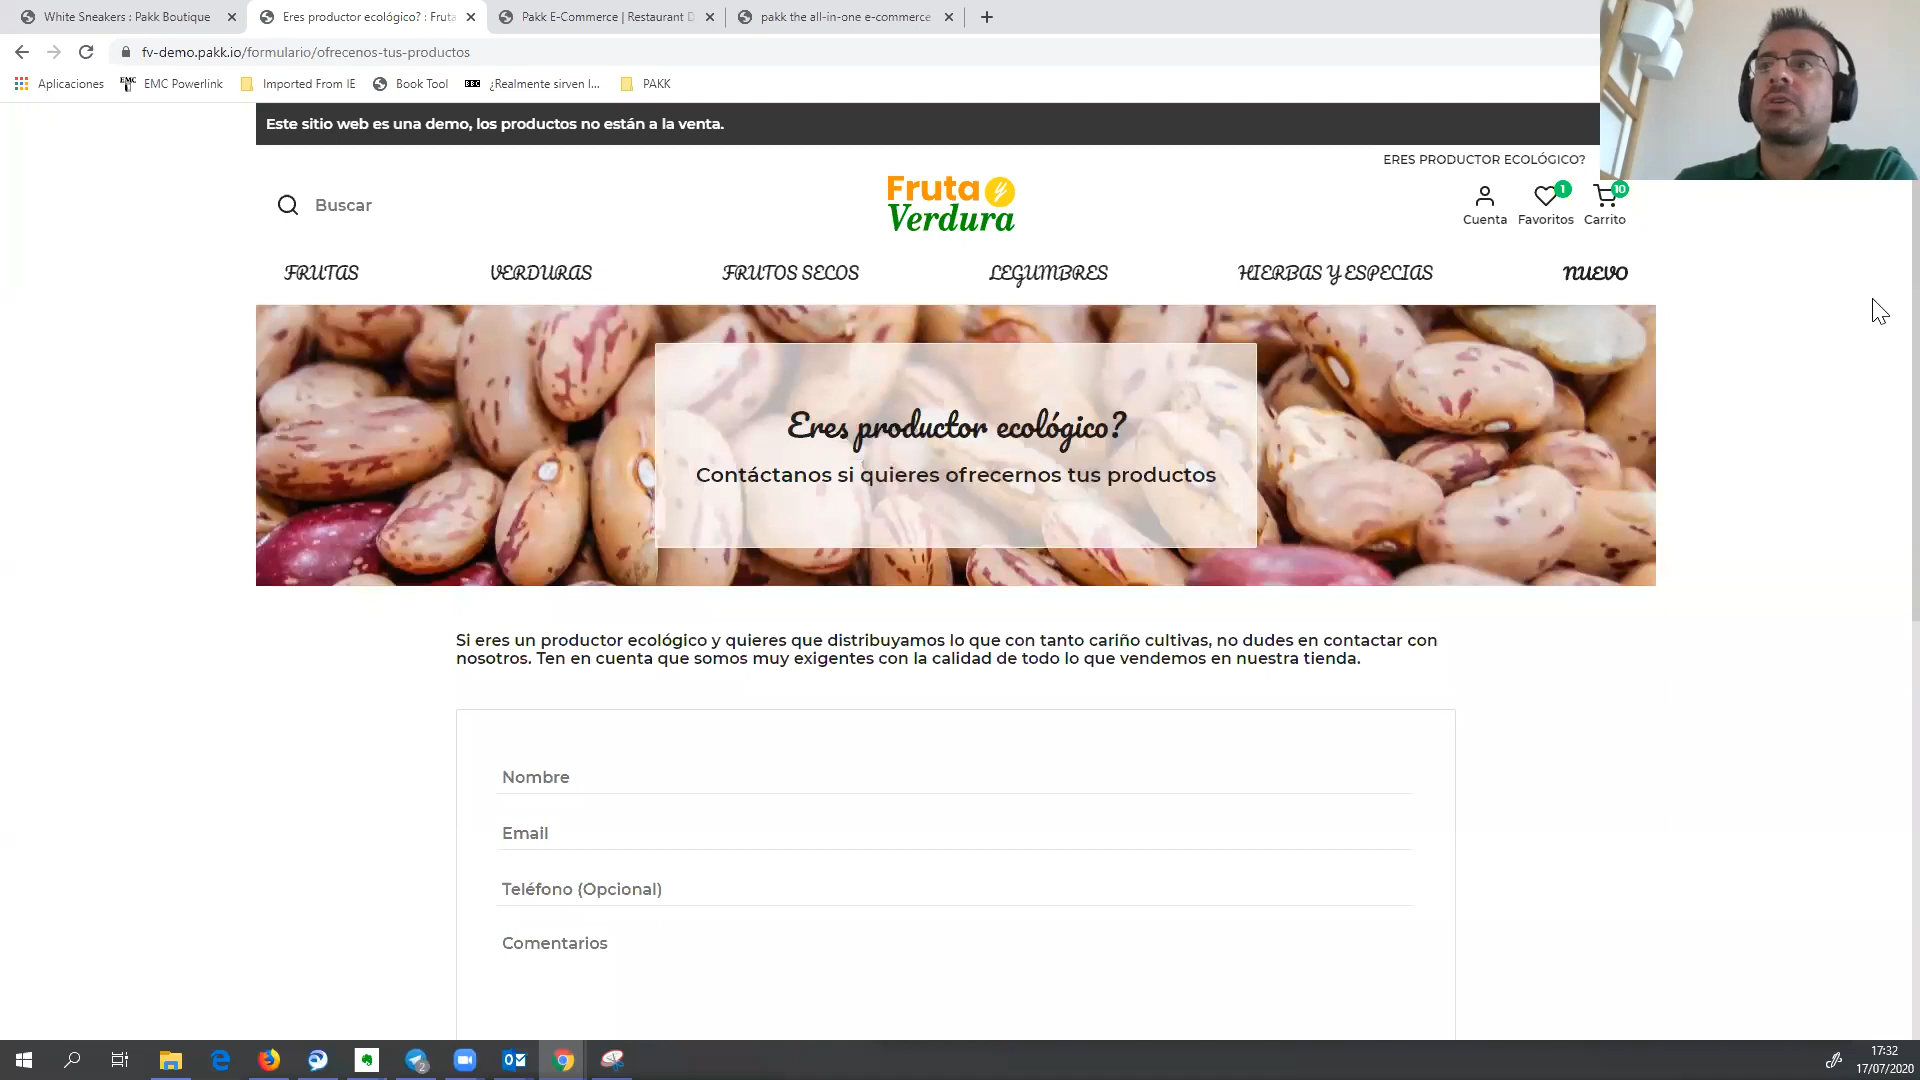 White Sneakers : Pakk Boutique
Eres productor ecológico? : Fruta
Pakk E-Commerce | Restaurant D
pakk the all-in-one e-commerce
fv-demo.pakk.io/formulario/ofrecenos-tus-productos
Aplicaciones
EMC EMC Powerlink
Imported From IE
Book Tool
BBC ¿Realmente sirven l...
PAKK
Este sitio web es una demo, los productos no están a la venta.
ERES PRODUCTOR ECOLÓGICO?
Buscar
Fruta y
Verdura
1
10
Cuenta
Favoritos
Carrito
FRUTAS
VERDURAS
FRUTOS SECOS
LEGUMBRES
HIERBAS Y ESPECIAS
NUEVO
Eres productor ecológico?
Contáctanos si quieres ofrecernos tus productos
Si eres un productor ecológico y quieres que distribuyamos lo que con tanto cariño cultivas, no dudes en contactar con
nosotros. Ten en cuenta que somos muy exigentes con la calidad de todo lo que vendemos en nuestra tienda.
Nombre
Email
Teléfono (Opcional)
Comentarios
2
17:32
17/07/2020